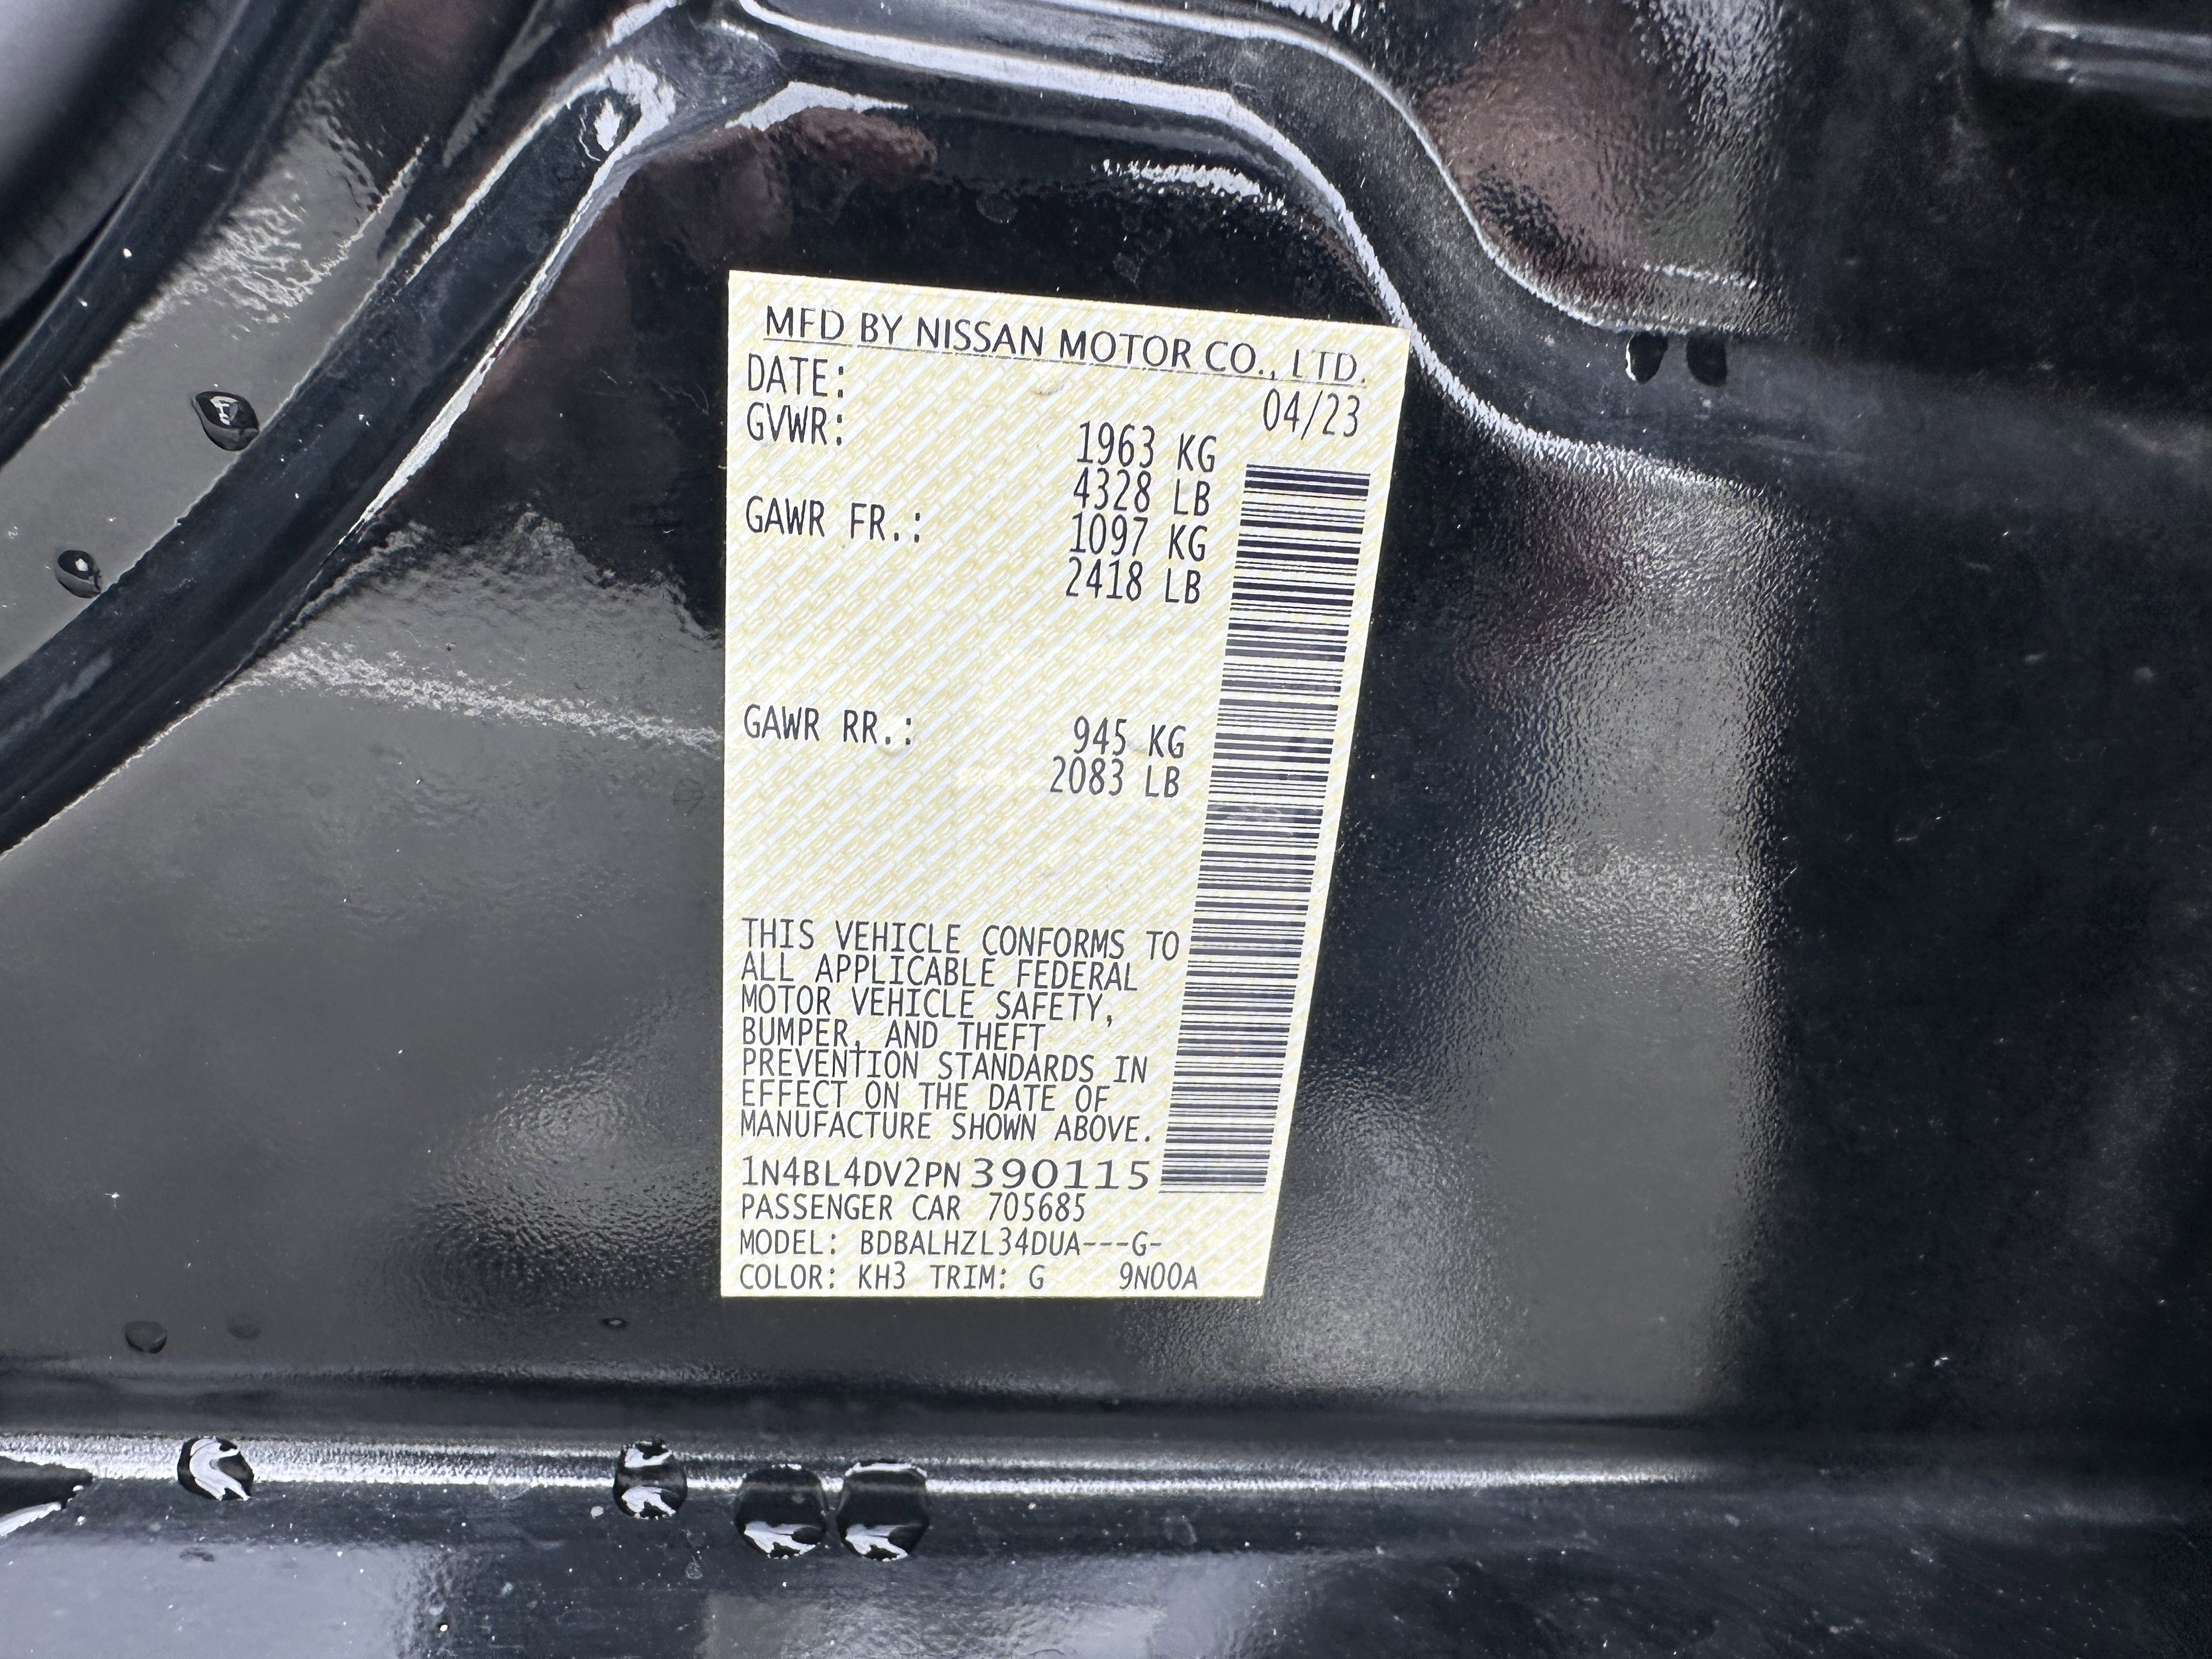 MFD BY NISSAN MOTOR CO., LTD.
DATE: 04/23
GVWR: 1963 KG
4328 LB
GAWR FR.: 1097 KG
2418 LB
GAWR RR.: 945 KG
2083 LB
THIS VEHICLE CONFORMS TO
ALL APPLICABLE FEDERAL
MOTOR VEHICLE SAFETY,
BUMPER, AND THEFT
PREVENTION STANDARDS IN
EFFECT ON THE DATE OF
MANUFACTURE SHOWN ABOVE.
1N4BL4DV2PN390115
PASSENGER CAR 705685
MODEL: BDBALHZL34DUA---G-
COLOR: KH3 TRIM: G 9N00A